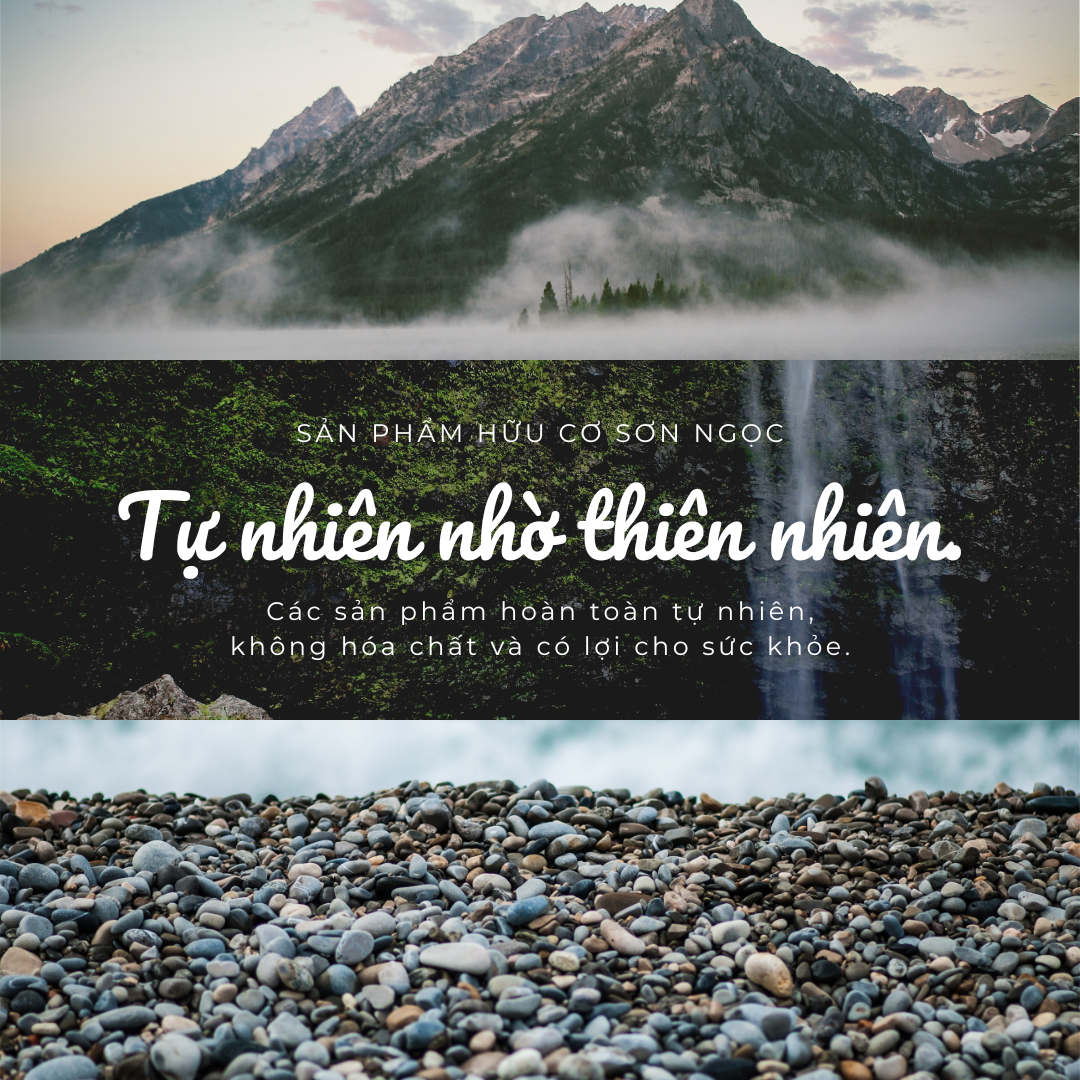 SẢN PHẨM HỮU CƠ SƠN NGỌC
Tự nhiên nhờ thiên nhiên.
Các sản phẩm hoàn toàn tự nhiên,
không hóa chất và có lợi cho sức khỏe.